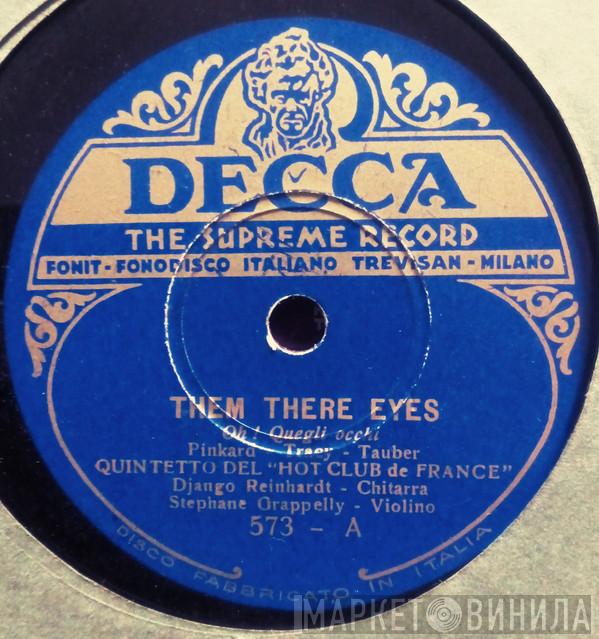 DECCA
THE SUPREME RECORD
FONIT - FONODISCO ITALIANO TREVISAN - MILANO
THEM THERE EYES
Oh! Quegli occhi
Pinkard - Tracy - Tauber
QUINTETTO DEL "HOT CLUB de FRANCE"
Django Reinhardt - Chitarra
Stephane Grappelly - Violino
573 - A
DISCO FABBRICATO IN ITALIA
МАРКЕТ ВИНИЛА